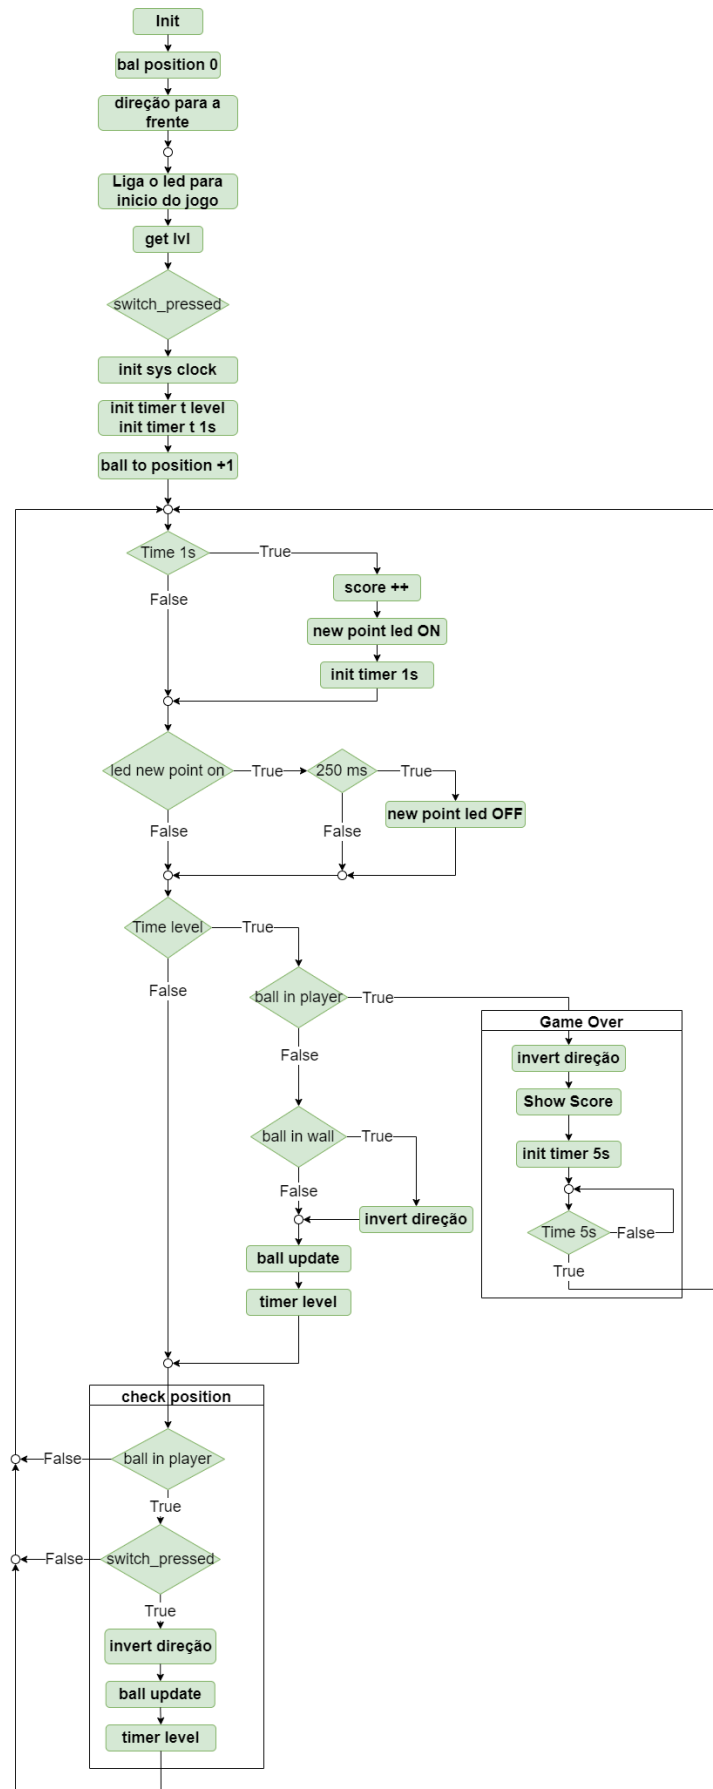 Init
bal position 0
direção para a
frente
Liga o led para
inicio do jogo
get lvl
switch_pressed
init sys clock
init timer t level
init timer t 1s
ball to position +1
Time 1s
True
False
score ++
new point led ON
init timer 1s
led new point on
True
250 ms
True
new point led OFF
False
False
Time level
True
False
ball in player
True
False
Game Over
invert direção
Show Score
init timer 5s
Time 5s
False
True
ball in wall
True
False
invert direção
ball update
timer level
check position
ball in player
False
True
switch_pressed
False
True
invert direção
ball update
timer level